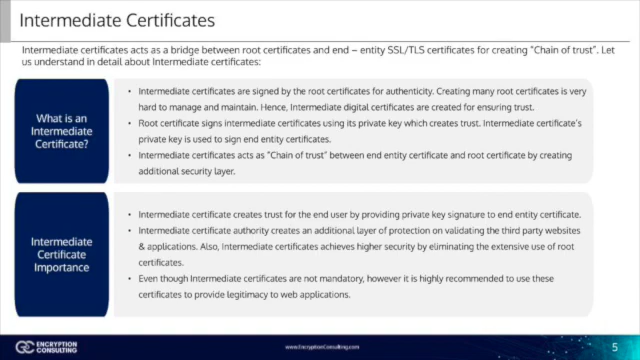 Intermediate Certificates
Intermediate certificates acts as a bridge between root certificates and end – entity SSL/TLS certificates for creating “Chain of trust”. Let
us understand in detail about Intermediate certificates:
What is an
Intermediate
Certificate?
• Intermediate certificates are signed by the root certificates for authenticity. Creating many root certificates is very
hard to manage and maintain. Hence, Intermediate digital certificates are created for ensuring trust.
• Root certificate signs intermediate certificates using its private key which creates trust. Intermediate certificate’s
private key is used to sign end entity certificates.
• Intermediate certificates acts as “Chain of trust” between end entity certificate and root certificate by creating
additional security layer.
Intermediate
Certificate
Importance
• Intermediate certificate creates trust for the end user by providing private key signature to end entity certificate.
• Intermediate certificate authority creates an additional layer of protection on validating the third party websites
& applications. Also, Intermediate certificates achieves higher security by eliminating the extensive use of root
certificates.
• Even though Intermediate certificates are not mandatory, however it is highly recommended to use these
certificates to provide legitimacy to web applications.
ENCRYPTION
CONSULTING
www.EncryptionConsulting.com
5